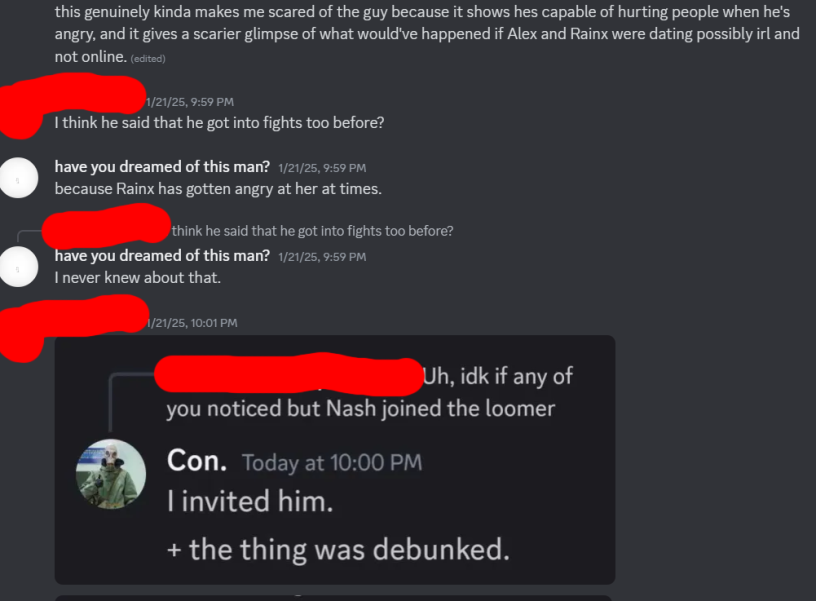 this genuinely kinda makes me scared of the guy because it shows hes capable of hurting people when he's
angry, and it gives a scarier glimpse of what would've happened if Alex and Rainx were dating possibly irl and
not online. (edited)
1/21/25, 9:59 PM
I think he said that he got into fights too before?
have you dreamed of this man? 1/21/25, 9:59 PM
because Rainx has gotten angry at her at times.
think he said that he got into fights too before?
have you dreamed of this man? 1/21/25, 9:59 PM
I never knew about that.
1/21/25, 10:01 PM
Uh, idk if any of
you noticed but Nash joined the loomer
Con. Today at 10:00 PM
I invited him.
+ the thing was debunked.